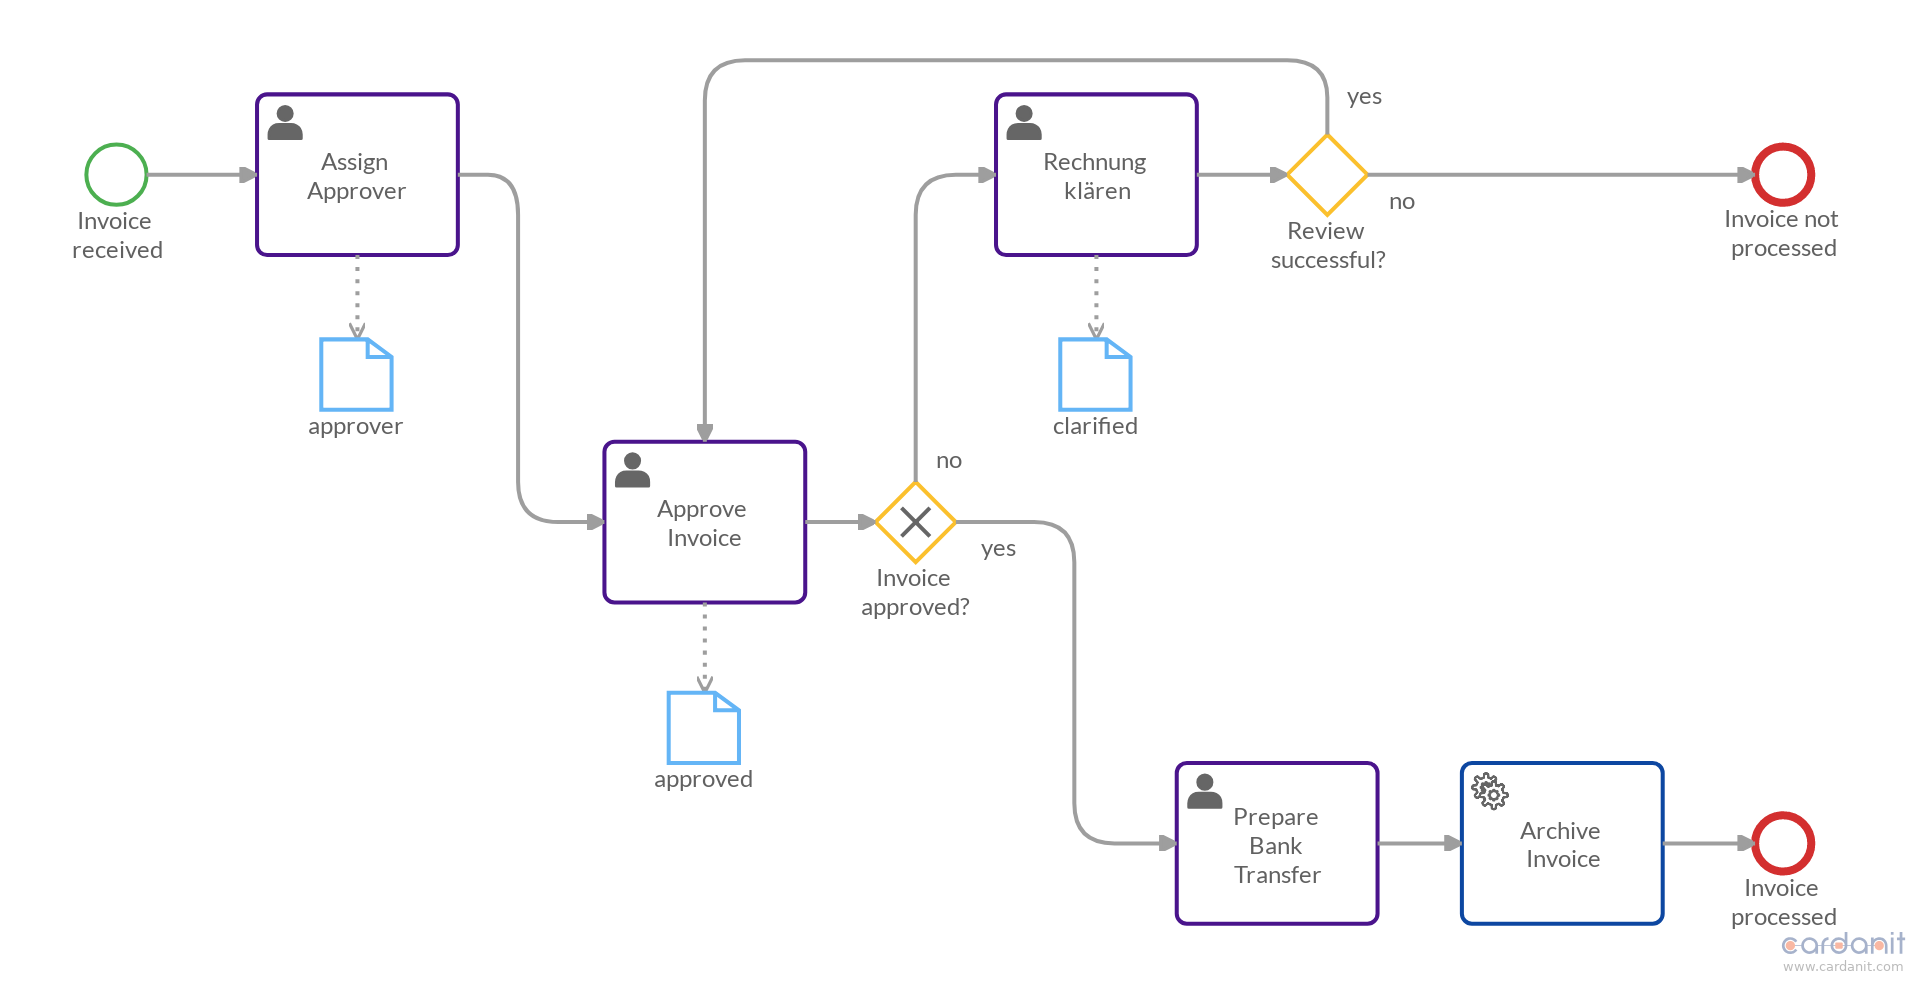 yes
Assign
Approver
Rechnung
klären
Invoice
received
no
Review
successful?
Invoice not
processed
approver
clarified
no
Approve
Invoice
yes
Invoice
approved?
approved
Prepare
Bank
Transfer
Archive
Invoice
Invoice
processed
cardanit
www.cardanit.com